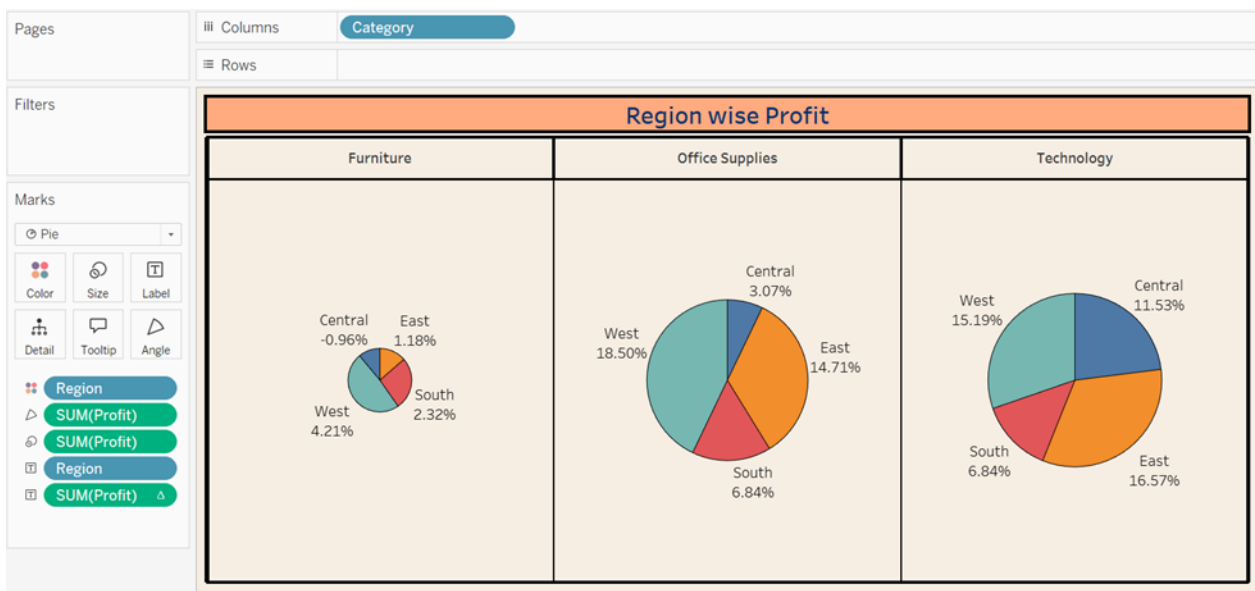 Pages
Columns
Category
Rows
Filters
Region wise Profit
Furniture
Office Supplies
Technology
Marks
Pie
Color
Size
Label
Detail
Tooltip
Angle
Region
SUM(Profit)
SUM(Profit)
Region
SUM(Profit)
Central
-0.96%
East
1.18%
South
2.32%
West
4.21%
Central
3.07%
East
14.71%
South
6.84%
West
18.50%
Central
11.53%
East
16.57%
South
6.84%
West
15.19%